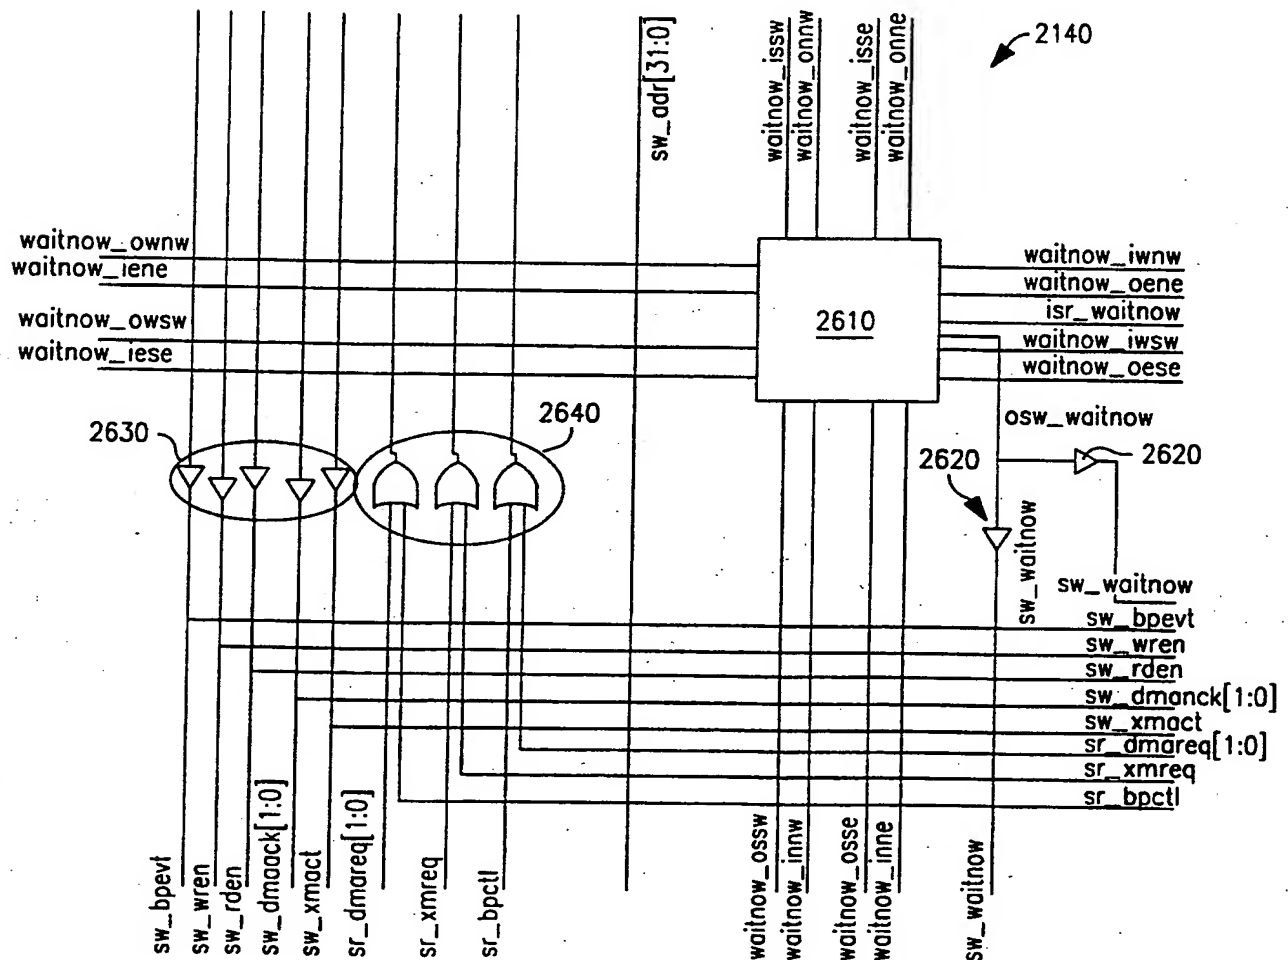 2140
sw_adr[31:0]
waitnow_issw
waitnow_onnw
waitnow_isse
waitnow_onne
waitnow_ownw
waitnow_iene
waitnow_owsw
waitnow_iese
2610
waitnow_iwnw
waitnow_oene
isr_waitnow
waitnow_iwsw
waitnow_oese
2630
2640
osw_waitnow
2620
2620
sw_waitnow
sw_waitnow
sw_bpevt
sw_wren
sw_rden
sw_dmanck[1:0]
sw_xmact
sr_dmareq[1:0]
sr_xmreq
sr_bpctl
sw_bpevt
sw_wren
sw_rden
sw_dmaack[1:0]
sw_xmact
sr_dmareq[1:0]
sr_xmreq
sr_bpctl
waitnow_ossw
waitnow_innw
waitnow_osse
waitnow_inne
sw_waitnow